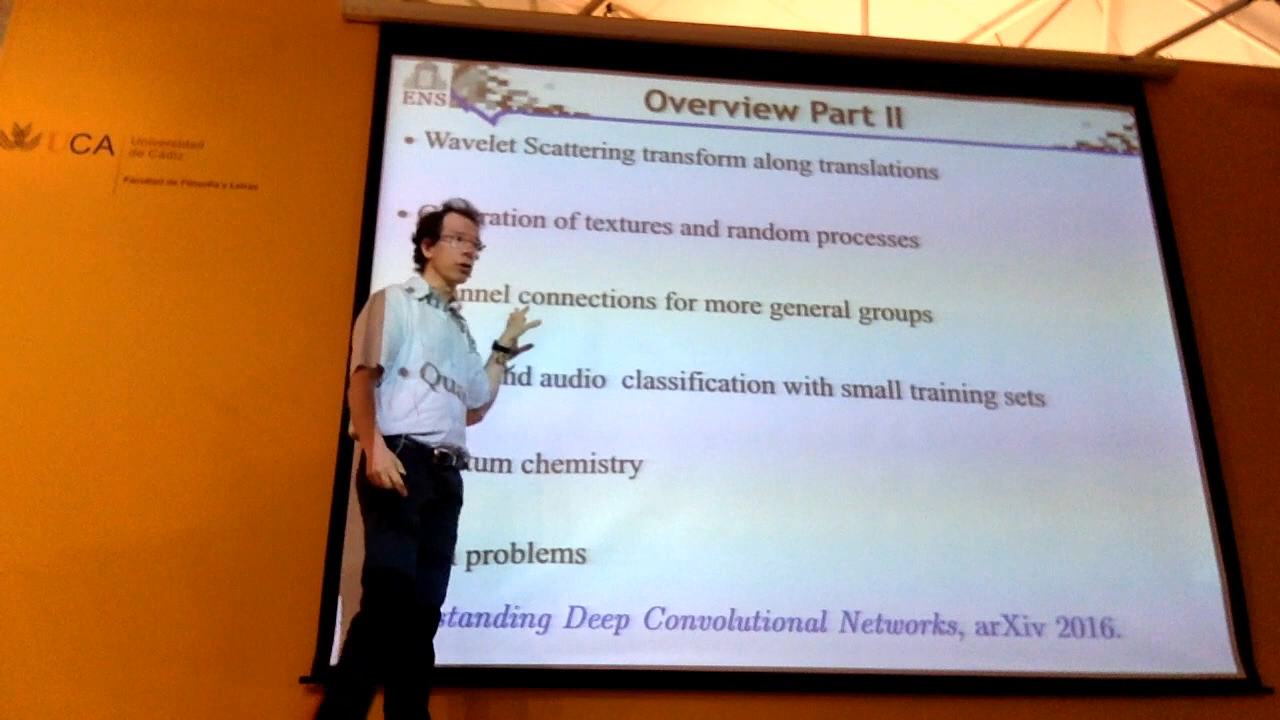 UCA
Universidad
de Cádiz
Facultad de Filosofía y Letras
ENS
Overview Part II
• Wavelet Scattering transform along translations
• ration of textures and random processes
nnel connections for more general groups
• Qu nd audio classification with small training sets
tum chemistry
problems
standing Deep Convolutional Networks, arXiv 2016.